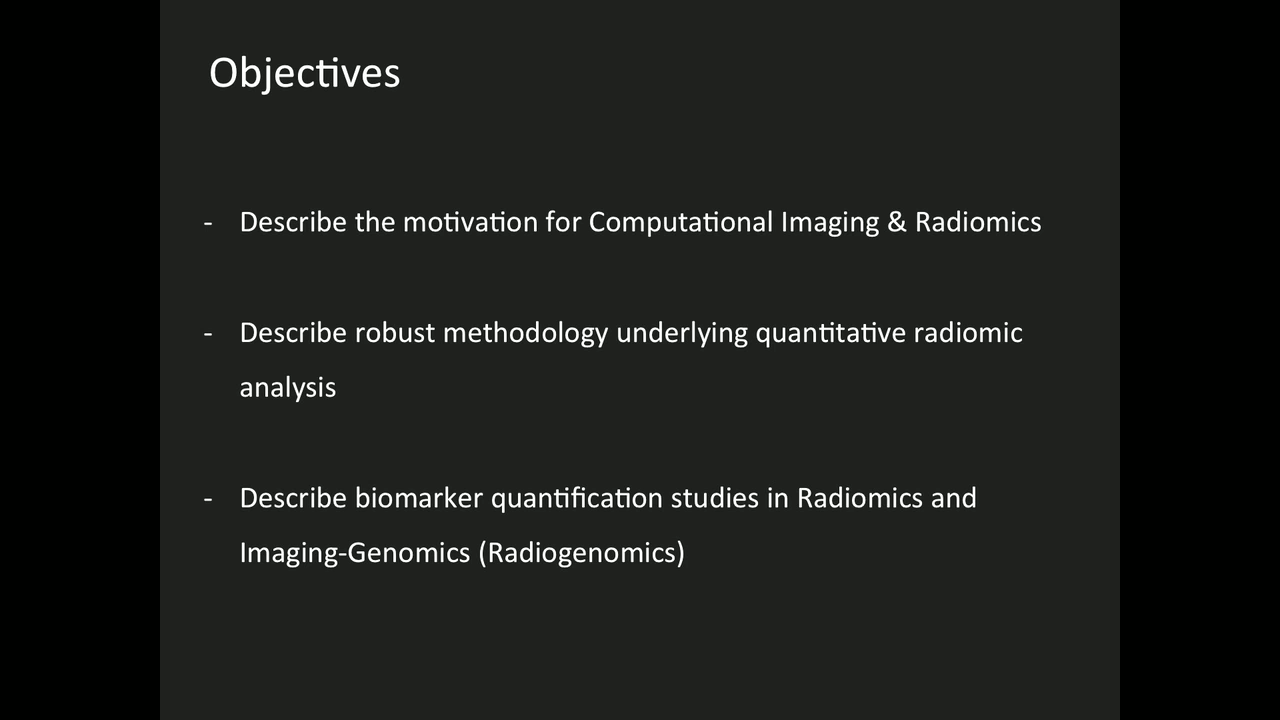 Objectives
- Describe the motivation for Computational Imaging & Radiomics
- Describe robust methodology underlying quantitative radiomic
analysis
- Describe biomarker quantification studies in Radiomics and
Imaging-Genomics (Radiogenomics)